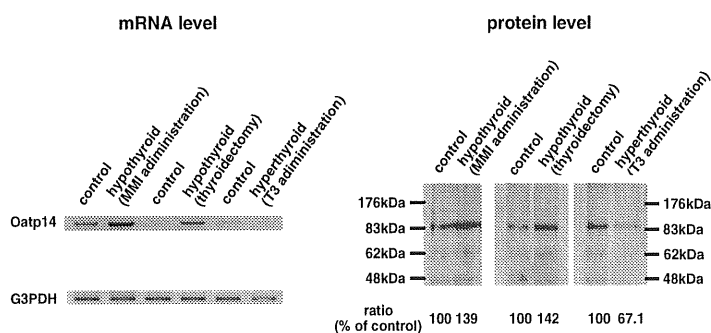 mRNA level
control
hypothyroid
(MMI adiministration)
control
hypothyroid
(thyroidectomy)
control
hyperthyroid
(T3 administration)
Oatp14
G3PDH
protein level
control
hypothyroid
(MMI administration)
control
hypothyroid
(thyroidectomy)
control
hyperthyroid
(T3 administration)
176kDa
83kDa
62kDa
48kDa
176kDa
83kDa
62kDa
48kDa
ratio
(% of control)
100 139
100 142
100 67.1